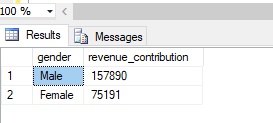 100 %
Results Messages
gender revenue_contribution
1 Male 157890
2 Female 75191